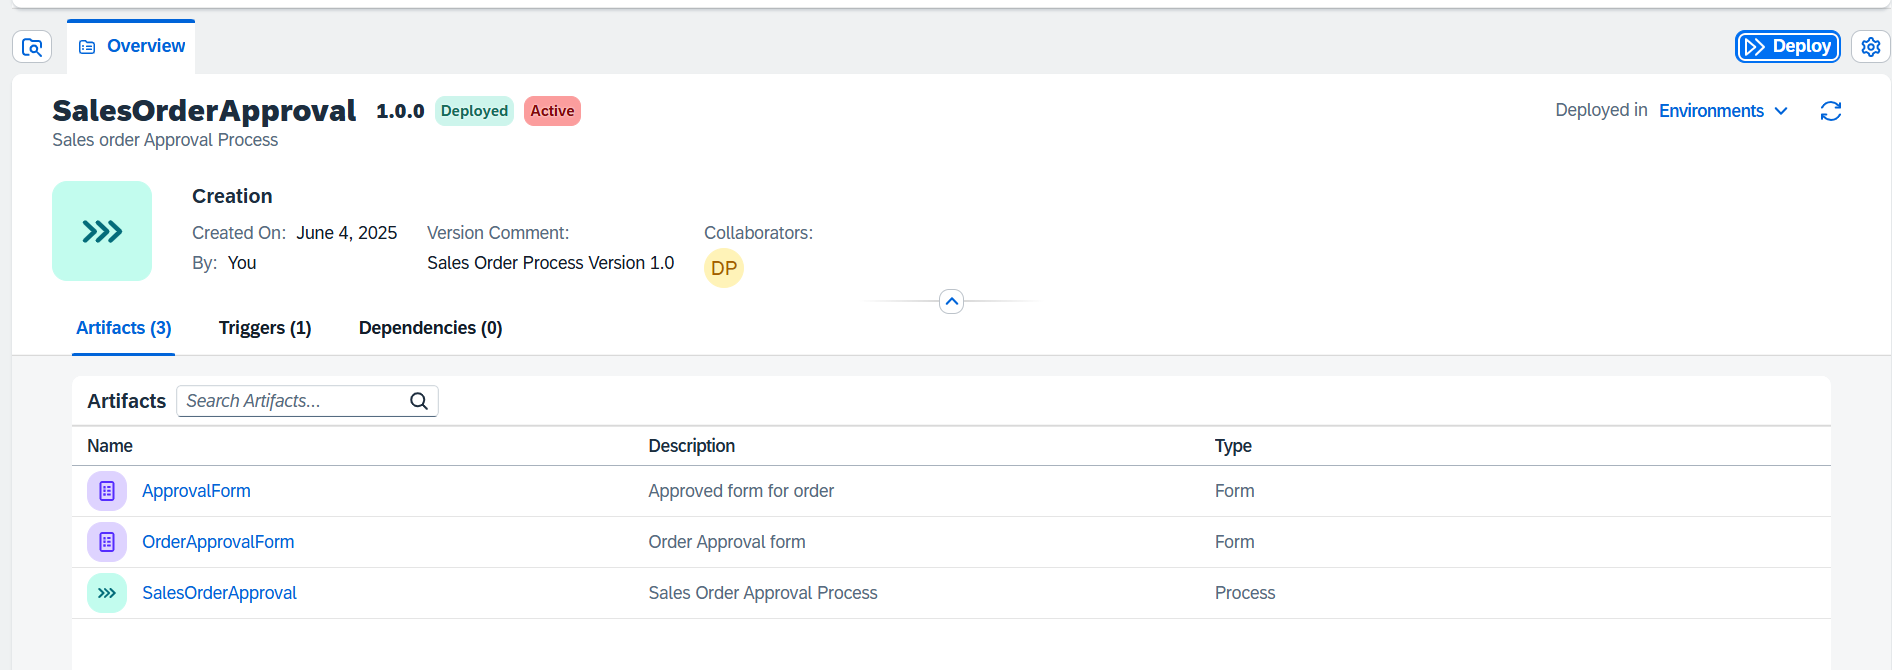 Overview
Deploy
SalesOrderApproval 1.0.0 Deployed Active
Deployed in Environments
Sales order Approval Process
Creation
Created On: June 4, 2025 Version Comment: Collaborators:
By: You Sales Order Process Version 1.0 DP
Artifacts (3) Triggers (1) Dependencies (0)
Artifacts Search Artifacts...
Name Description Type
ApprovalForm Approved form for order Form
OrderApprovalForm Order Approval form Form
SalesOrderApproval Sales Order Approval Process Process